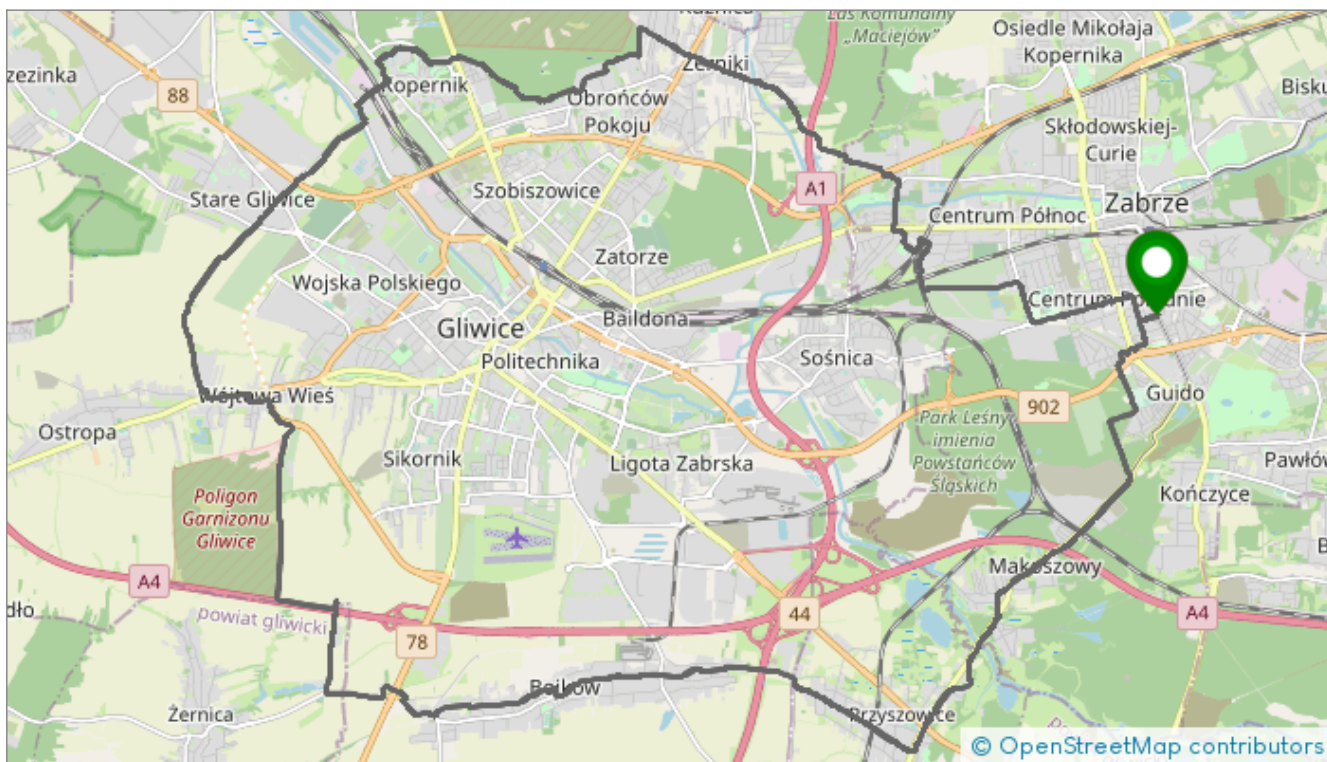 Las Komunalny
„Maciejów”
Osiedle Mikołaja
Kopernika
Żerniki
Kopernik
88
Obrońców
Pokoju
Skłodowskiej-
Curie
Stare Gliwice
Szobiszowice
A1
Centrum Północ
Zabrze
Zatorze
Wojska Polskiego
Centrum Południe
Gliwice
Baildona
Politechnika
Sośnica
Wójtowa Wieś
Guido
902
Ostropa
Park Leśny
imienia
Powstańców
Śląskich
Sikornik
Ligota Zabrska
Kończyce
Poligon
Garnizonu
Gliwice
Makoszowy
A4
powiat gliwicki
44
A4
78
Bojków
Żernica
Przyszowice
© OpenStreetMap contributors